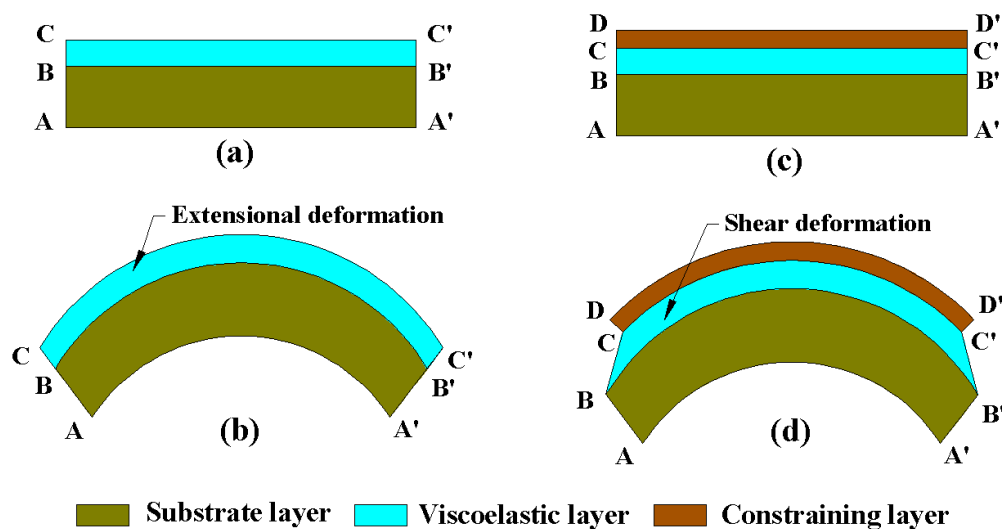 C
C'
B
B'
A
A'
(a)
D
D'
C
C'
B
B'
A
A'
(c)
Extensional deformation
C
C'
B
B'
A
A'
(b)
Shear deformation
D
D'
C
C'
B
B'
A
A'
(d)
Substrate layer
Viscoelastic layer
Constraining layer